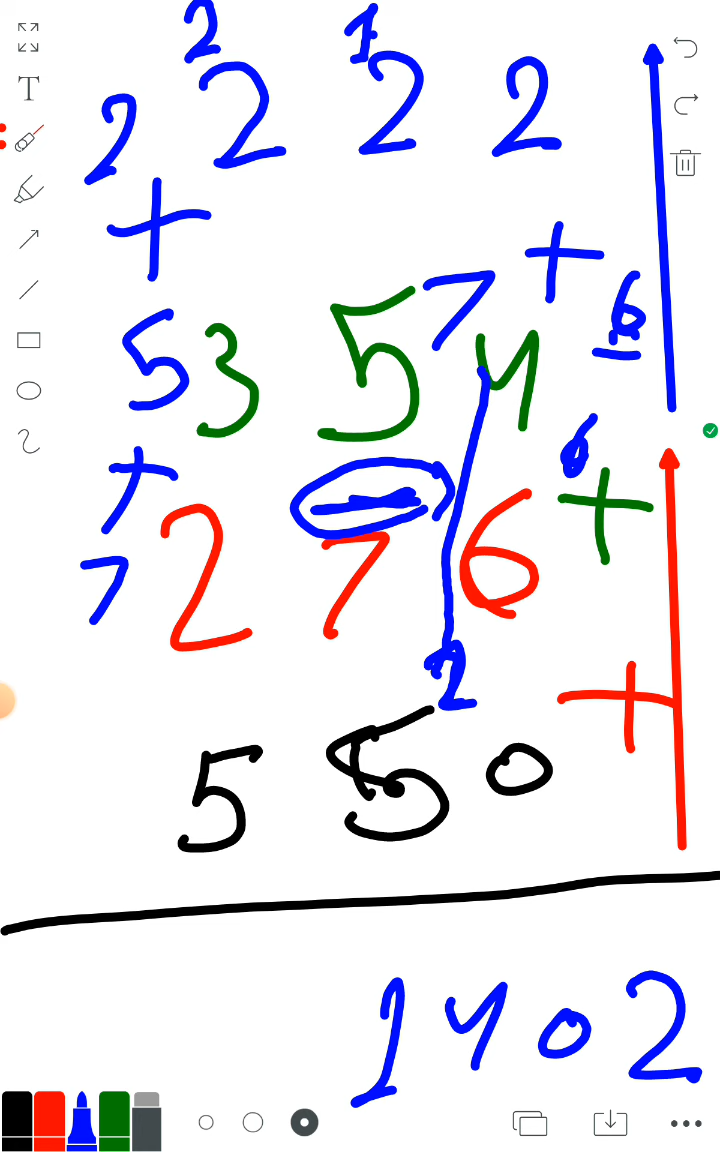 T
2 1
2 2 2 2
+ +
7 6
5 3 5 4
+ 6 +
7 2 7 6
2 +
5 5 0
1 4 0 2